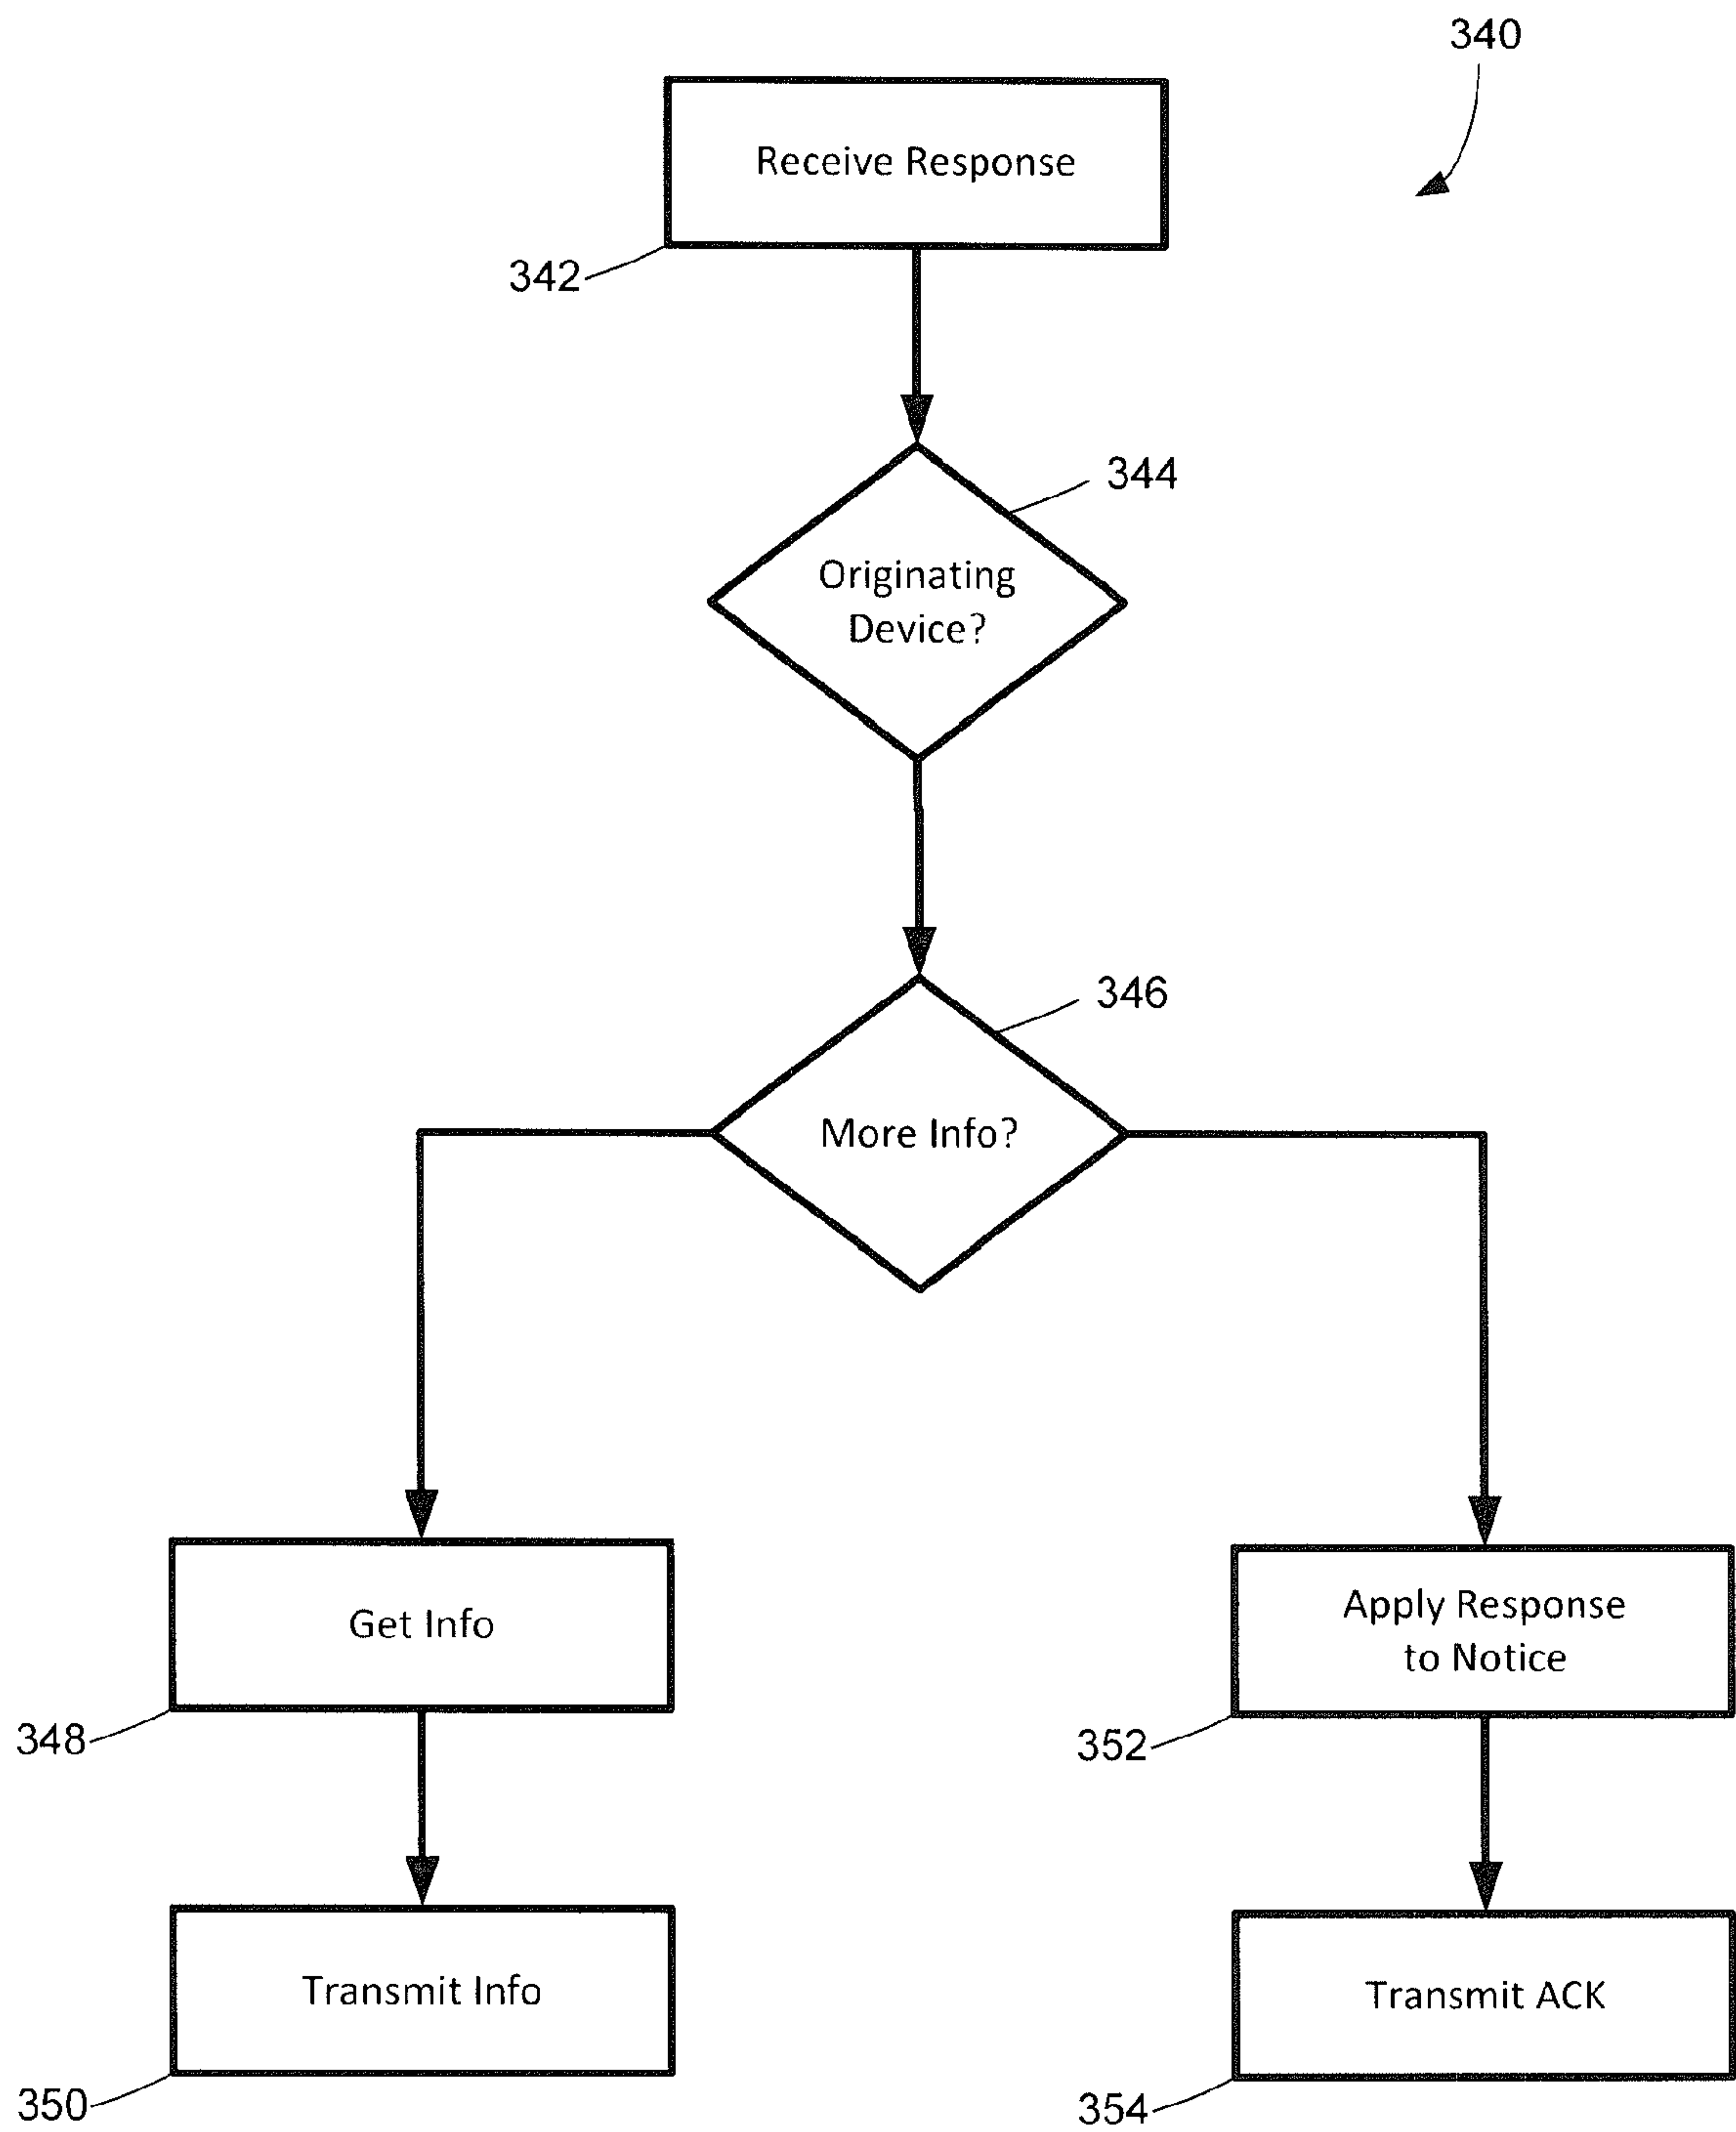 340
Receive Response
342
344
Originating
Device?
346
More Info?
Get Info
348
Apply Response
to Notice
352
Transmit Info
350
Transmit ACK
354